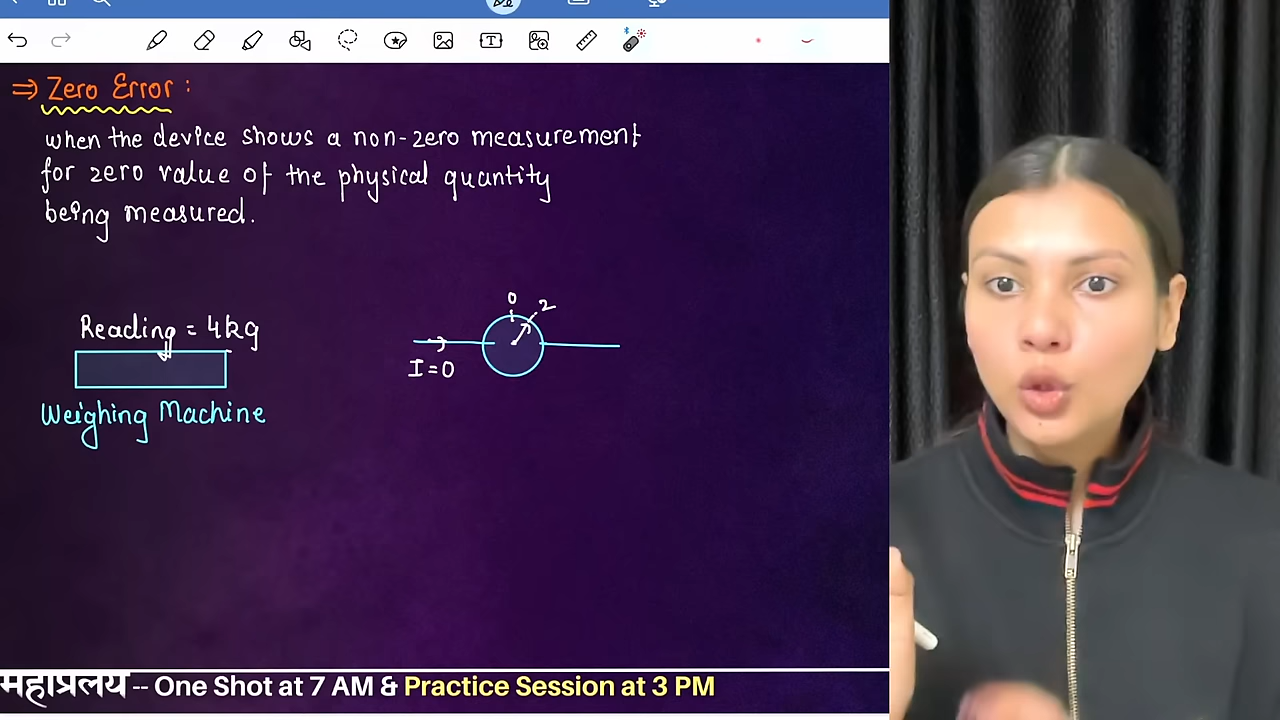 ⇒ Zero Error :
when the device shows a non-zero measurement
for zero value of the physical quantity
being measured.
Reading = 4kg
Weighing Machine
0
2
I = 0
महाप्रलय -- One Shot at 7 AM & Practice Session at 3 PM